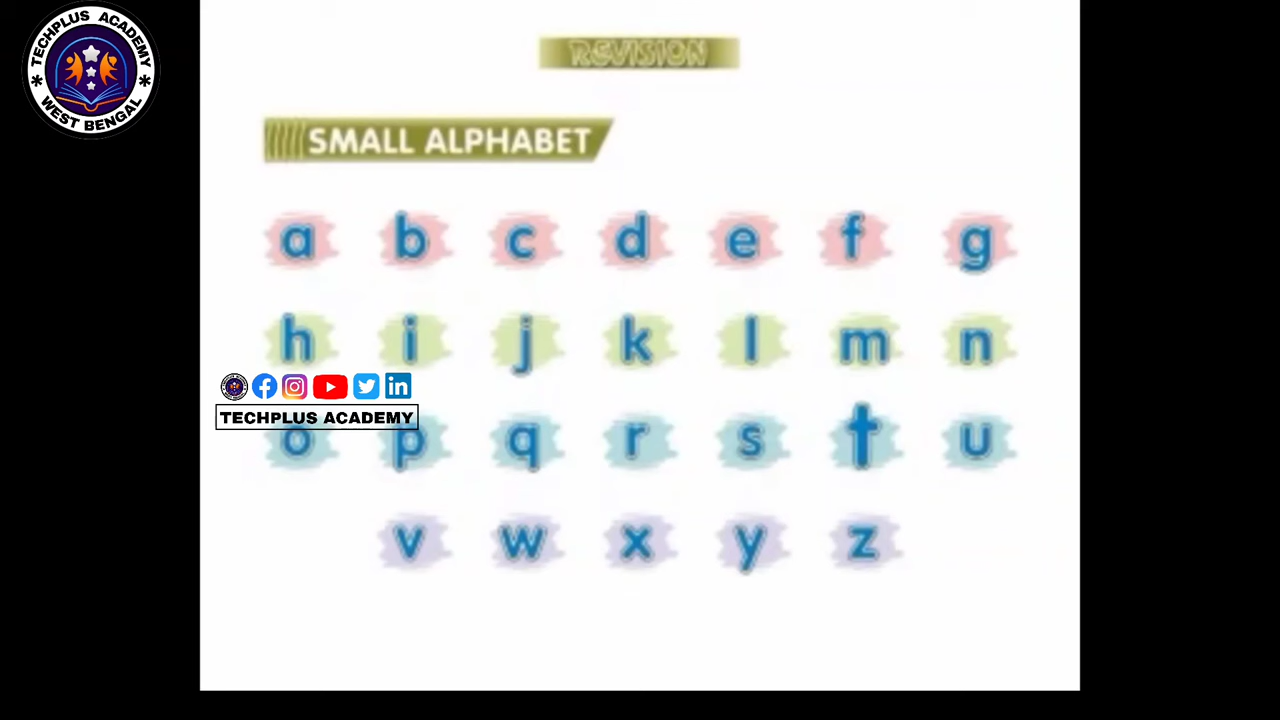 TECHPLUS ACADEMY
WEST BENGAL
REVISION
SMALL ALPHABET
a b c d e f g
h i j k l m n
TECHPLUS ACADEMY
o p q r s t u
v w x y z